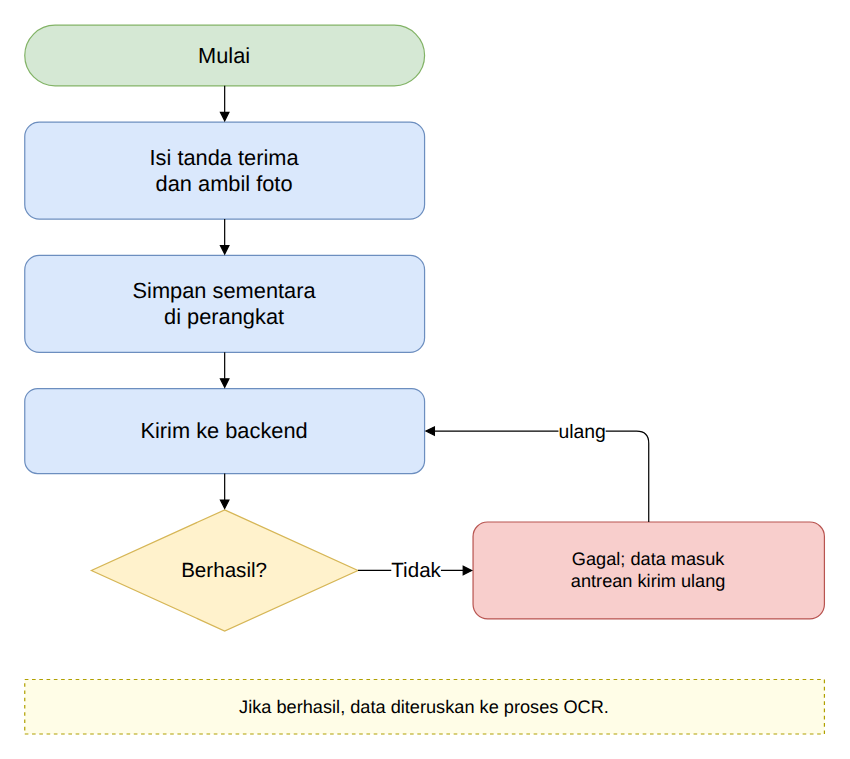 Mulai
Isi tanda terima
dan ambil foto
Simpan sementara
di perangkat
Kirim ke backend
ulang
Berhasil?
Tidak
Gagal; data masuk
antrean kirim ulang
Jika berhasil, data diteruskan ke proses OCR.